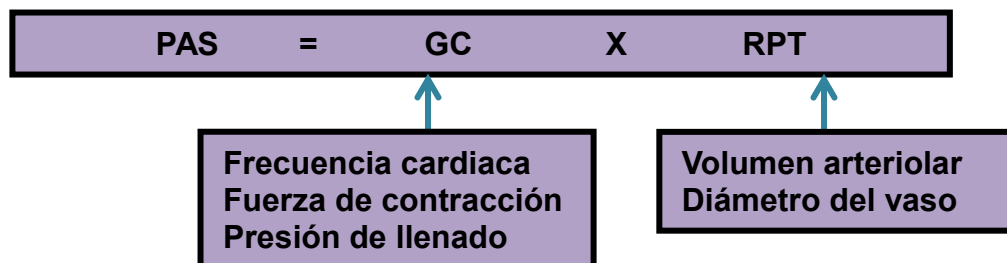 PAS = GC X RPT
Frecuencia cardiaca
Fuerza de contracción
Presión de llenado
Volumen arteriolar
Diámetro del vaso